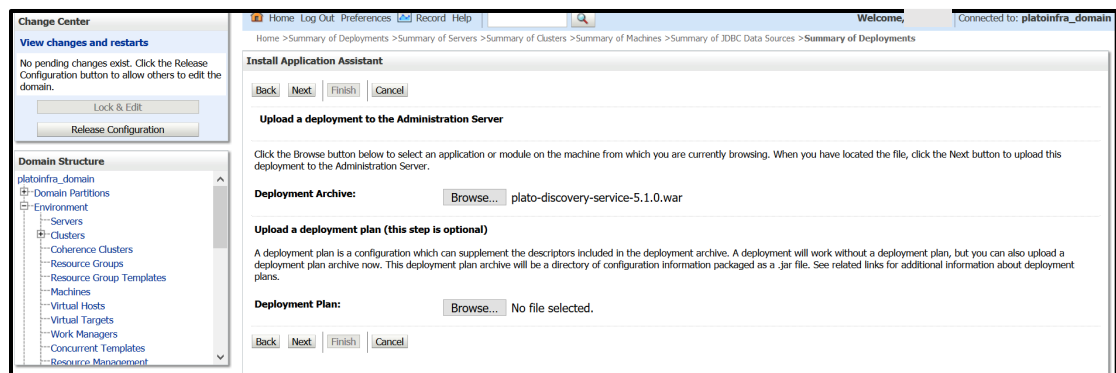 Change Center
View changes and restarts
No pending changes exist. Click the Release
Configuration button to allow others to edit the
domain.
Lock & Edit
Release Configuration
Domain Structure
platoinfra_domain
Domain Partitions
Environment
Servers
Clusters
Coherence Clusters
Resource Groups
Resource Group Templates
Machines
Virtual Hosts
Virtual Targets
Work Managers
Concurrent Templates
Resource Management
Home Log Out Preferences Record Help
Welcome,
Connected to: platoinfra_domain
Home >Summary of Deployments >Summary of Servers >Summary of Clusters >Summary of Machines >Summary of JDBC Data Sources >Summary of Deployments
Install Application Assistant
Back Next Finish Cancel
Upload a deployment to the Administration Server
Click the Browse button below to select an application or module on the machine from which you are currently browsing. When you have located the file, click the Next button to upload this
deployment to the Administration Server.
Deployment Archive: Browse... plato-discovery-service-5.1.0.war
Upload a deployment plan (this step is optional)
A deployment plan is a configuration which can supplement the descriptors included in the deployment archive. A deployment will work without a deployment plan, but you can also upload a
deployment plan archive now. This deployment plan archive will be a directory of configuration information packaged as a .jar file. See related links for additional information about deployment
plans.
Deployment Plan: Browse... No file selected.
Back Next Finish Cancel